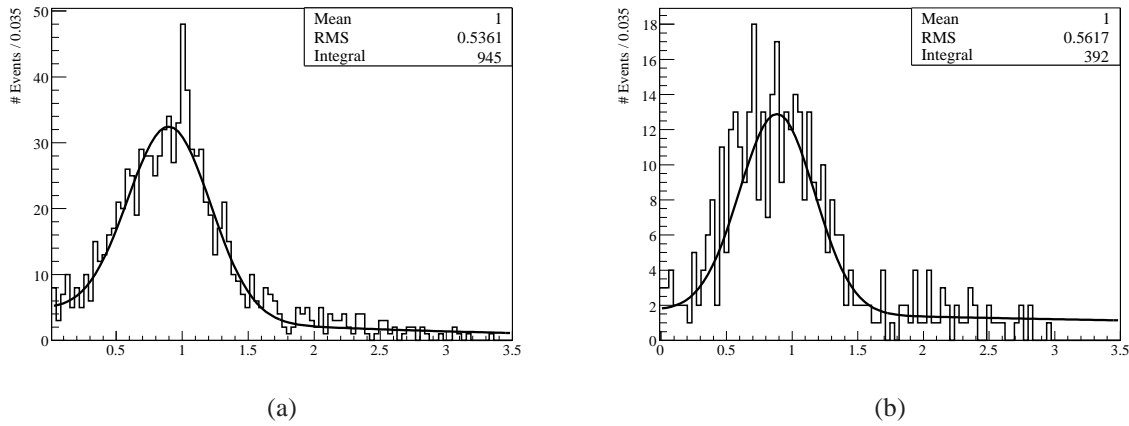 # Events / 0.035
50
40
30
20
10
0
Mean 1
RMS 0.5361
Integral 945
0.5 1 1.5 2 2.5 3 3.5
(a)
# Events / 0.035
18
16
14
12
10
8
6
4
2
0
Mean 1
RMS 0.5617
Integral 392
0 0.5 1 1.5 2 2.5 3 3.5
(b)